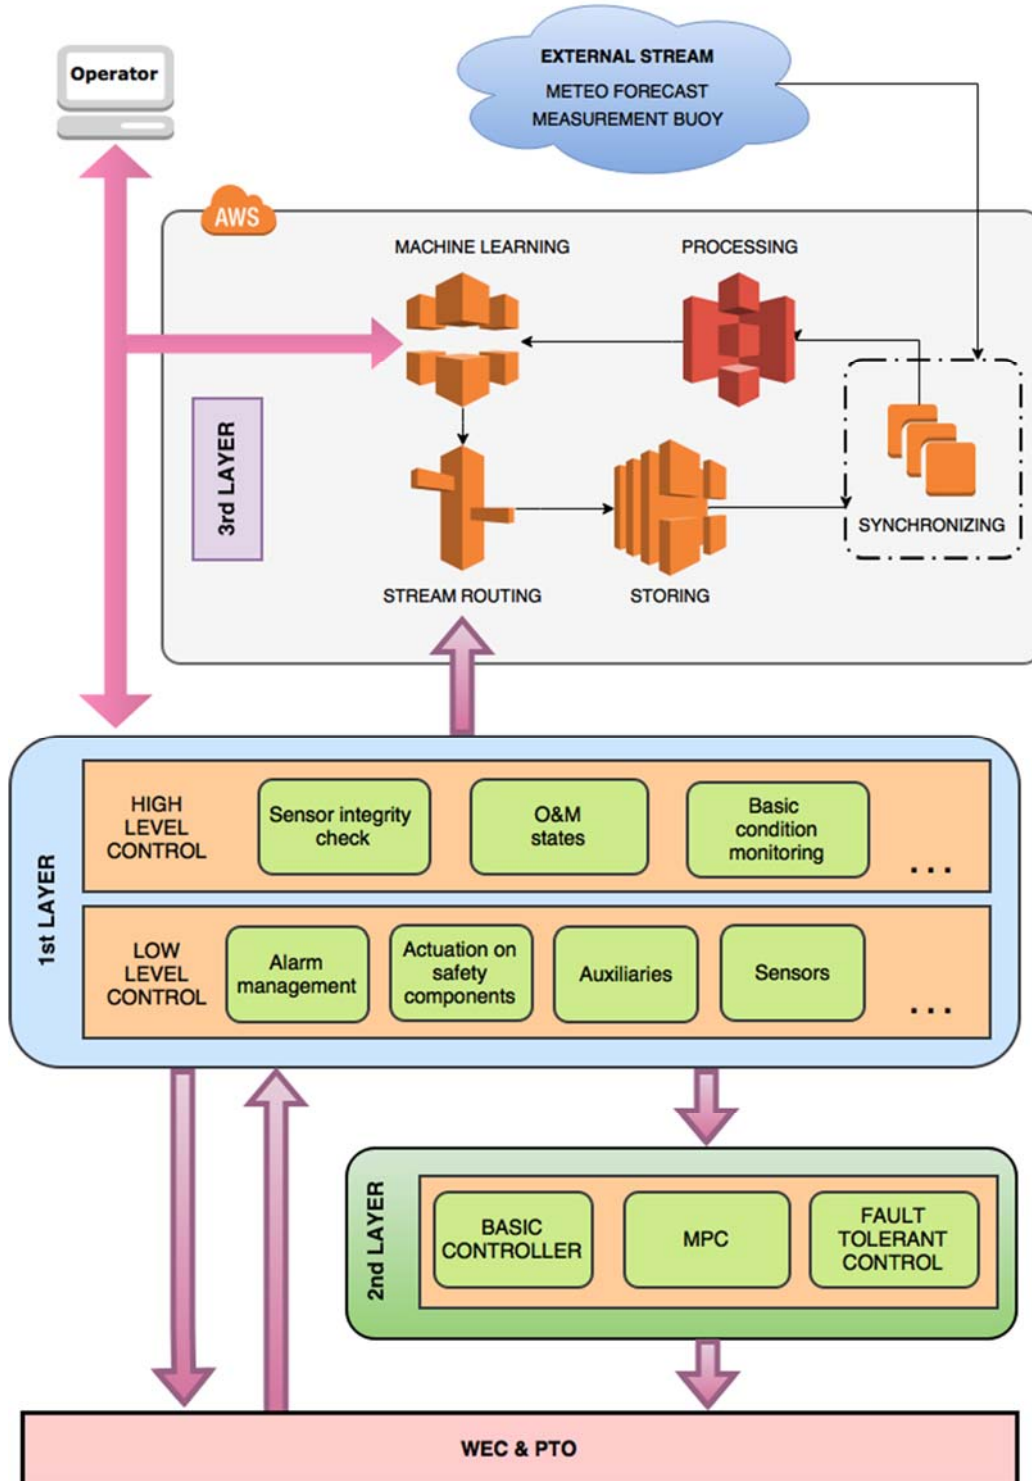 Operator
EXTERNAL STREAM
METEO FORECAST
MEASUREMENT BUOY
AWS
MACHINE LEARNING
PROCESSING
3rd LAYER
SYNCHRONIZING
STREAM ROUTING
STORING
1st LAYER
HIGH
LEVEL
CONTROL
Sensor integrity
check
O&M
states
Basic
condition
monitoring
...
LOW
LEVEL
CONTROL
Alarm
management
Actuation on
safety
components
Auxiliaries
Sensors
...
2nd LAYER
BASIC
CONTROLLER
MPC
FAULT
TOLERANT
CONTROL
WEC & PTO